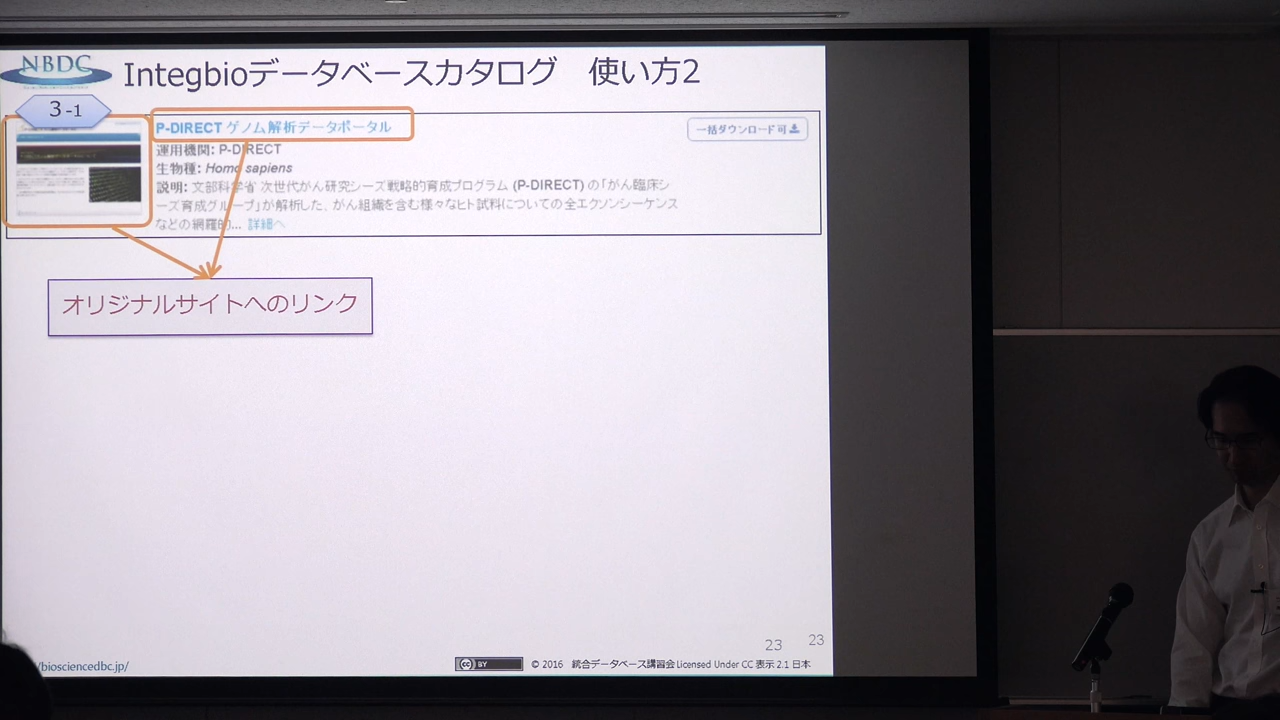 NBDC
Integbioデータベースカタログ　使い方2
3-1
P-DIRECT ゲノム解析データポータル
一括ダウンロード可
運用機関: P-DIRECT
生物種: Homo sapiens
説明: 文部科学省 次世代がん研究シーズ戦略的育成プログラム (P-DIRECT) の「がん臨床シ
ーズ育成グループ」が解析した、がん組織を含む様々なヒト試料についての全エクソンシーケンス
などの網羅的... 詳細へ
オリジナルサイトへのリンク
23
23
/biosciencedbc.jp/
cc BY
© 2016 統合データベース講習会 Licensed Under CC 表示 2.1 日本